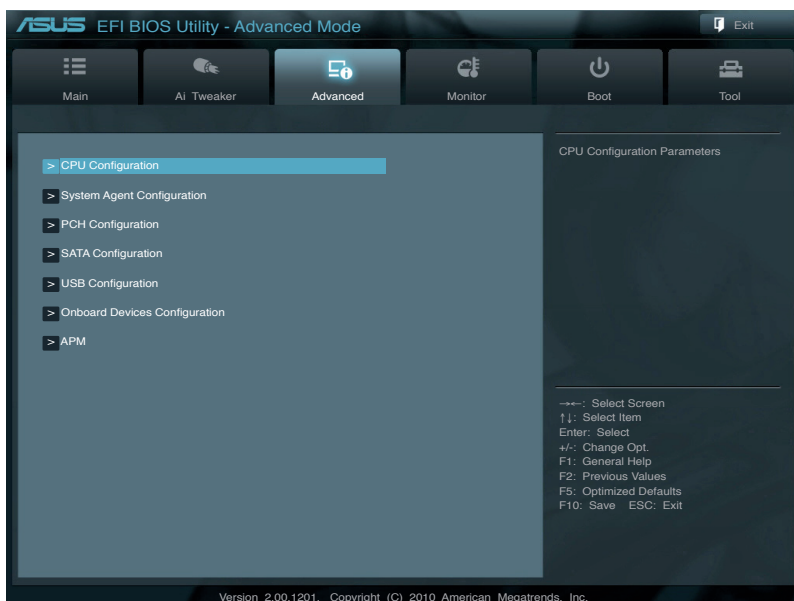 ASUS EFI BIOS Utility - Advanced Mode
Exit
Main Ai Tweaker Advanced Monitor Boot Tool
> CPU Configuration
> System Agent Configuration
> PCH Configuration
> SATA Configuration
> USB Configuration
> Onboard Devices Configuration
> APM
CPU Configuration Parameters
→←: Select Screen
↑↓: Select Item
Enter: Select
+/-: Change Opt.
F1: General Help
F2: Previous Values
F5: Optimized Defaults
F10: Save ESC: Exit
Version 2.00.1201. Copyright (C) 2010 American Megatrends, Inc.